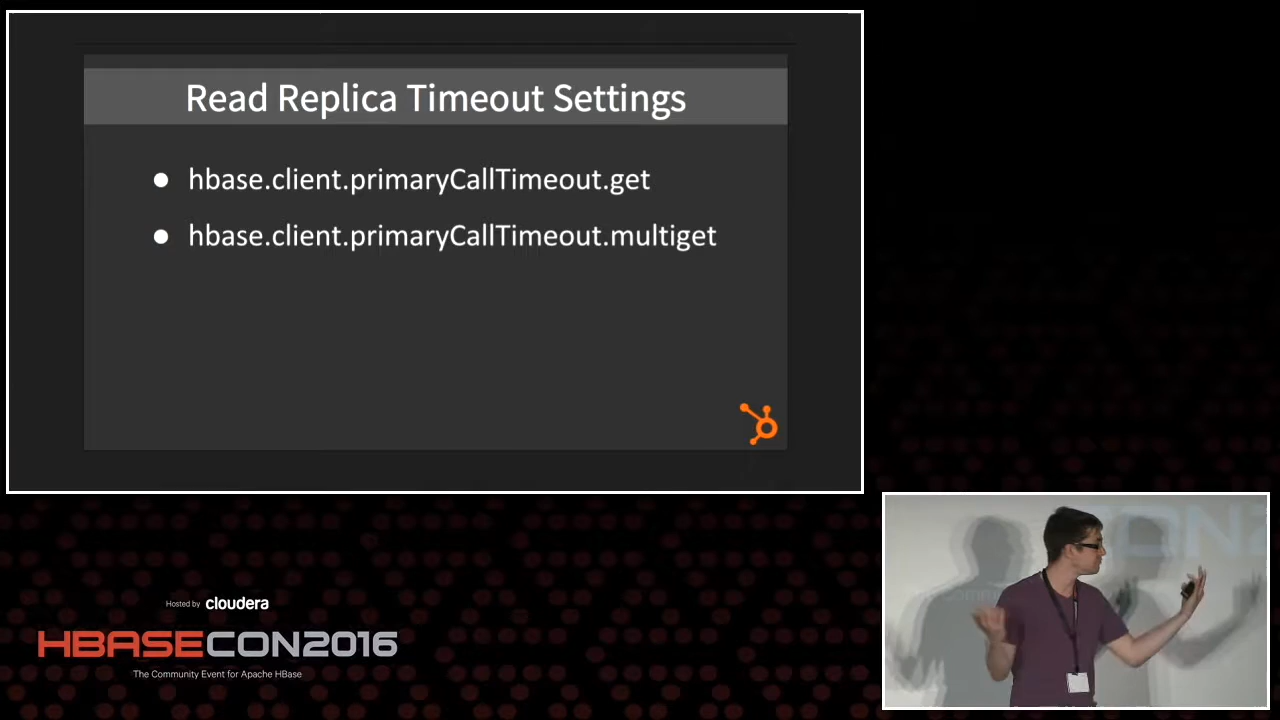 Read Replica Timeout Settings
● hbase.client.primaryCallTimeout.get
● hbase.client.primaryCallTimeout.multiget
Hosted by cloudera
HBASECON2016
The Community Event for Apache HBase